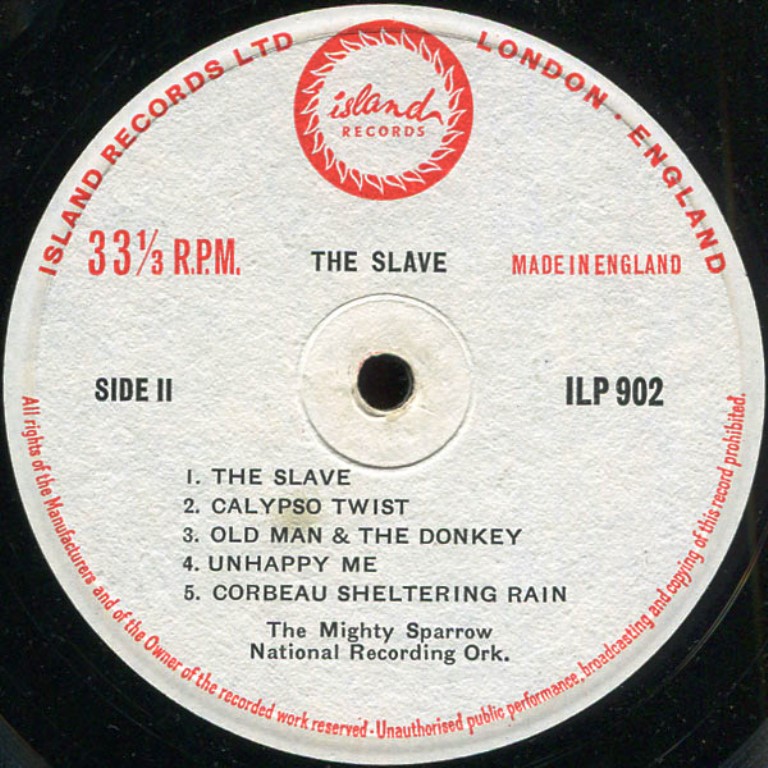 ISLAND RECORDS LTD LONDON · ENGLAND
island
RECORDS
33⅓ R.P.M.
THE SLAVE
MADE IN ENGLAND
SIDE II
ILP 902
1. THE SLAVE
2. CALYPSO TWIST
3. OLD MAN & THE DONKEY
4. UNHAPPY ME
5. CORBEAU SHELTERING RAIN
The Mighty Sparrow
National Recording Ork.
All rights of the Manufacturers and of the Owner of the recorded work reserved · Unauthorised public performance, broadcasting and copying of this record prohibited.